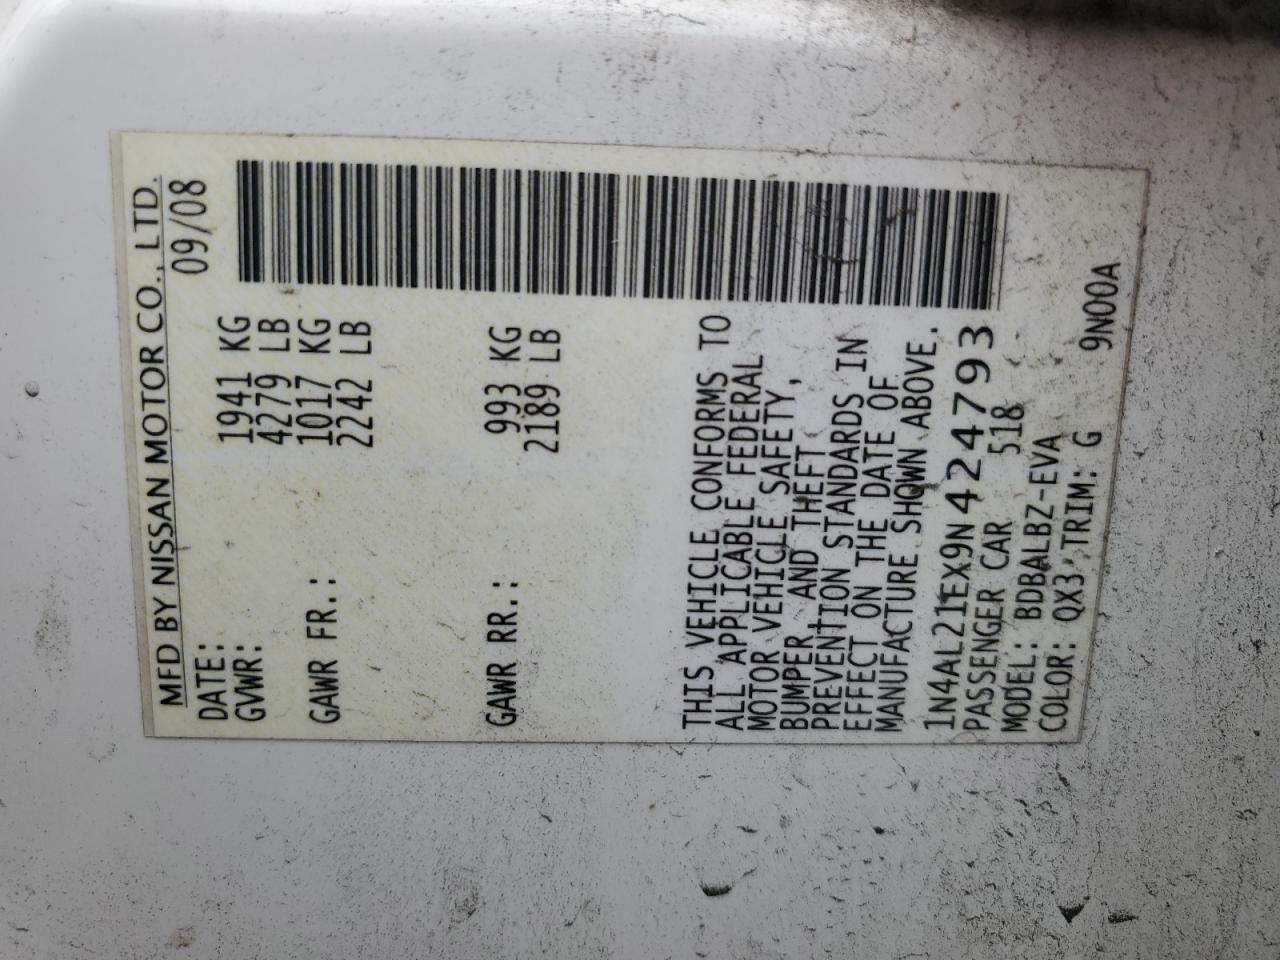 MFD BY NISSAN MOTOR CO., LTD.
DATE: 09/08
GVWR: 1941 KG
4279 LB
GAWR FR.: 1017 KG
2242 LB
GAWR RR.: 993 KG
2189 LB
THIS VEHICLE CONFORMS TO
ALL APPLICABLE FEDERAL
MOTOR VEHICLE SAFETY,
BUMPER, AND THEFT
PREVENTION STANDARDS IN
EFFECT ON THE DATE OF
MANUFACTURE SHOWN ABOVE.
1N4AL21EX9N424793
PASSENGER CAR 518
MODEL: BDBALBZ-EVA
COLOR: QX3 TRIM: G 9N00A